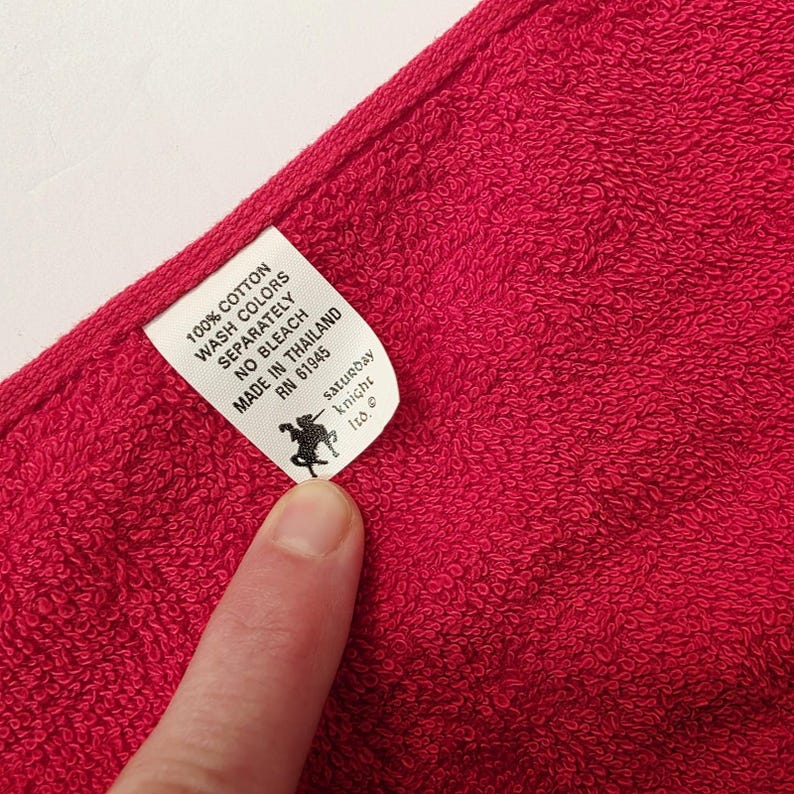 100% COTTON
WASH COLORS
SEPARATELY
NO BLEACH
MADE IN THAILAND
RN 61945
saturday
knight
ltd. ©